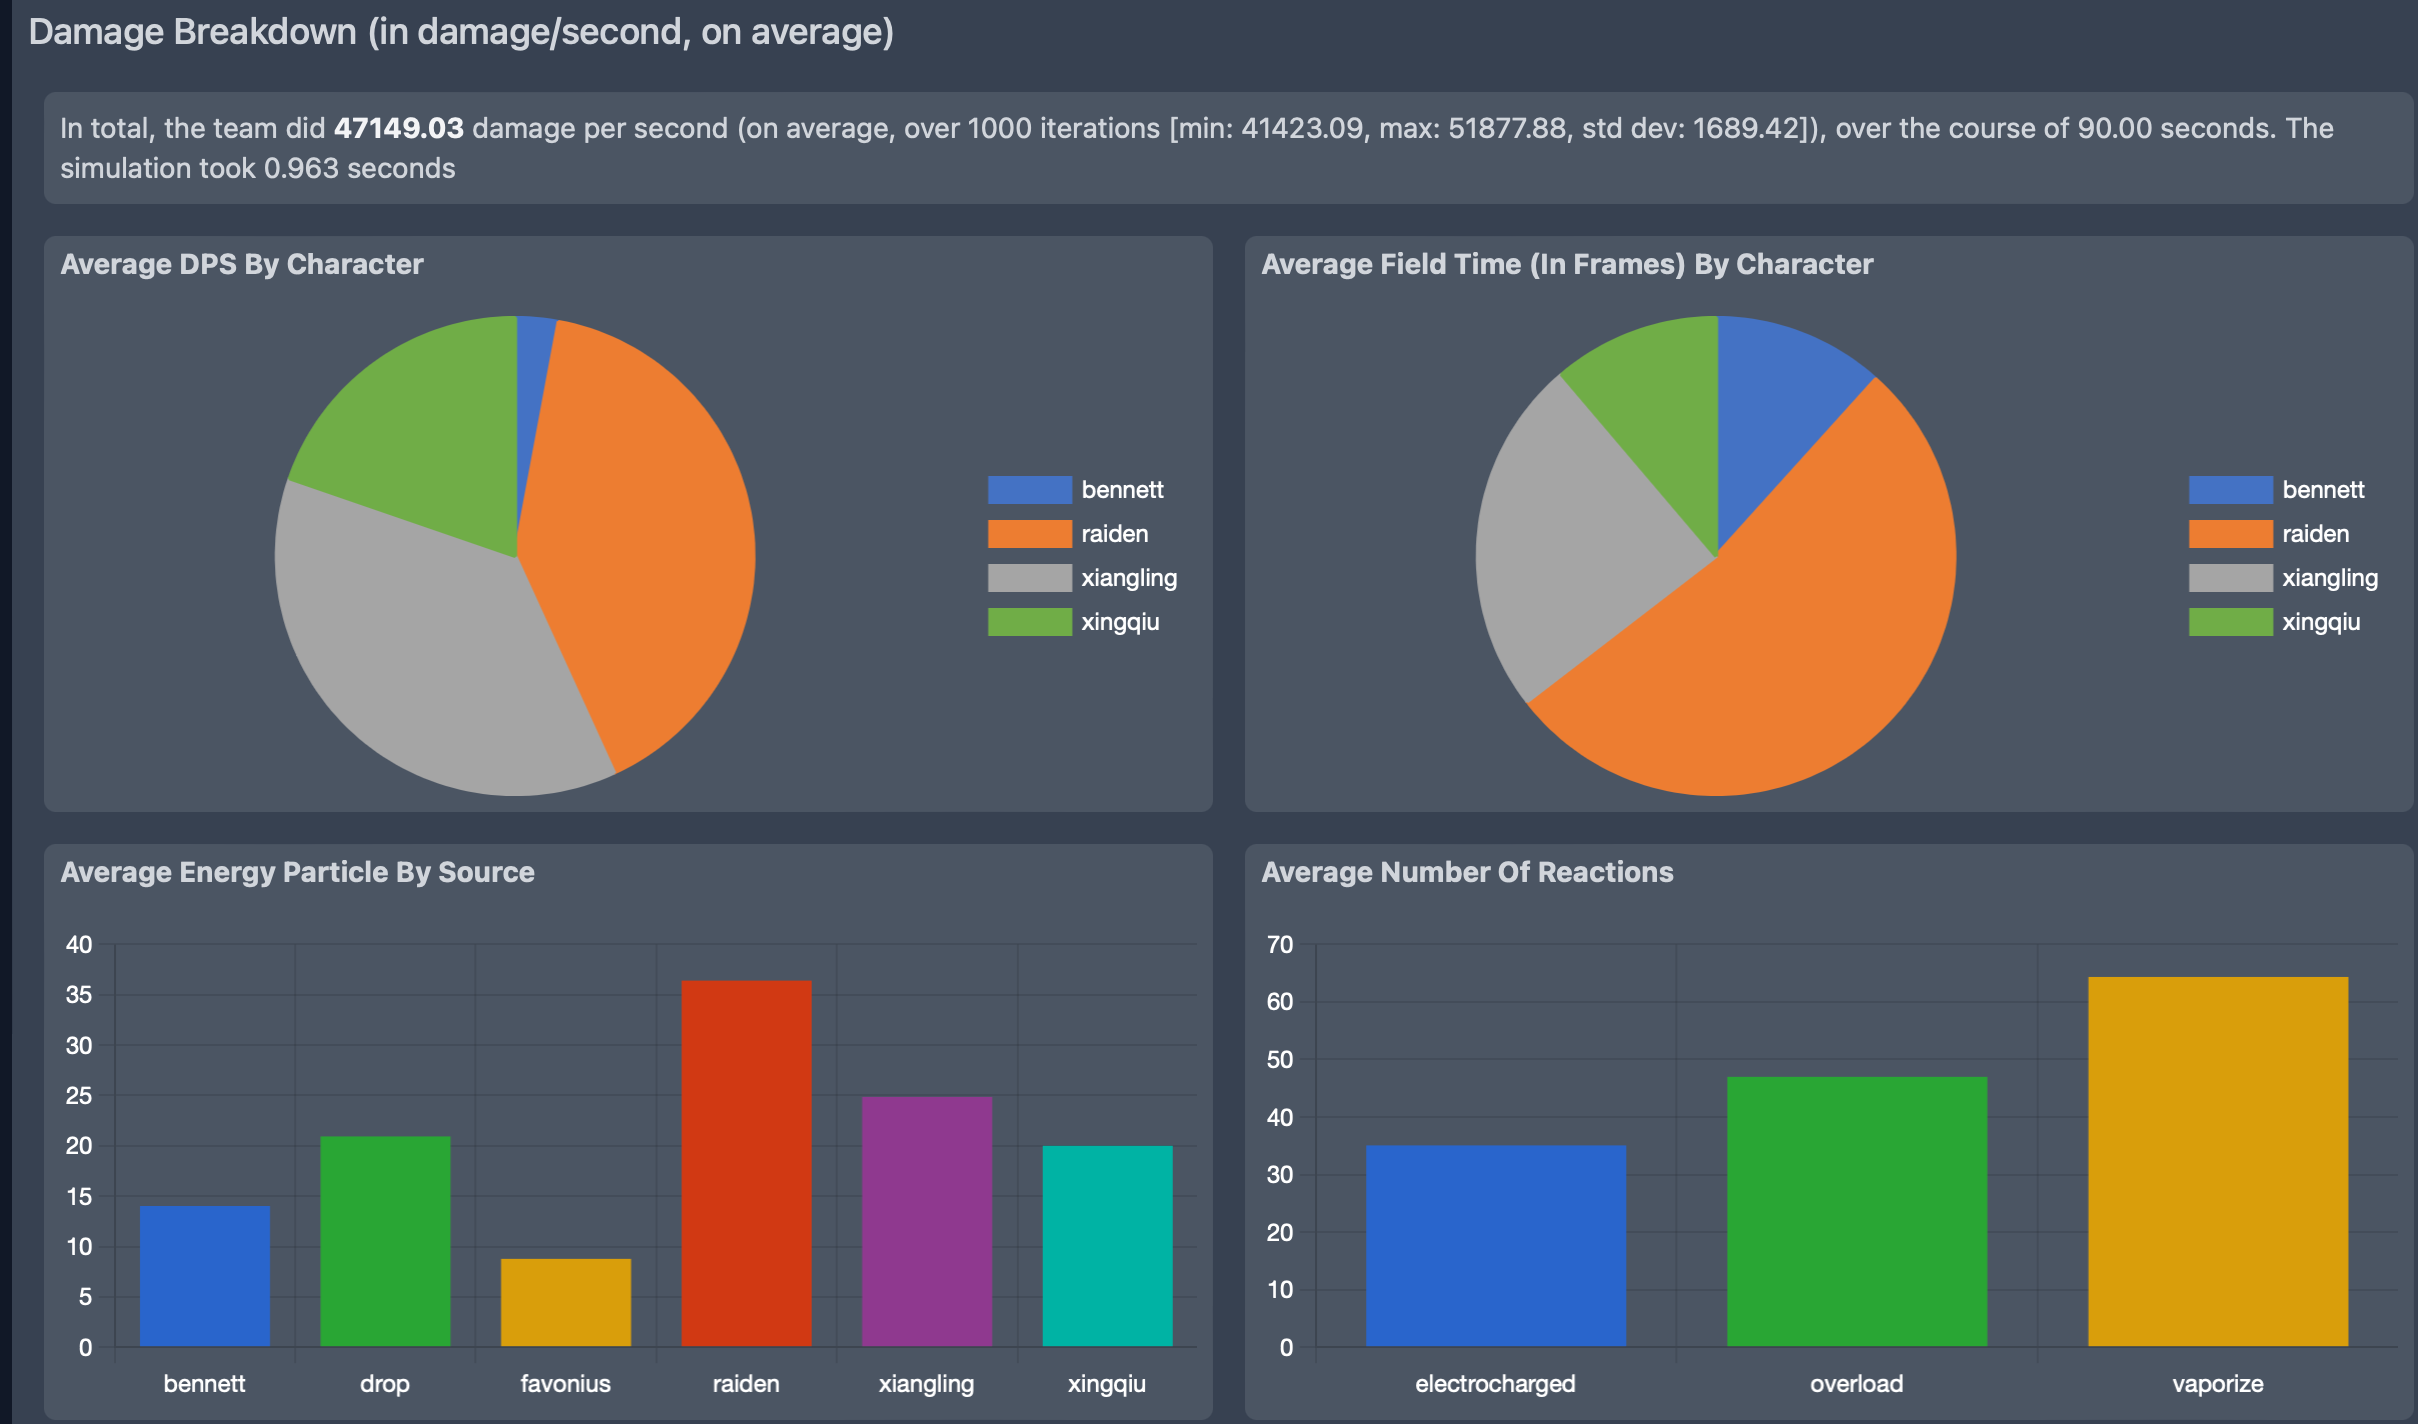 Damage Breakdown (in damage/second, on average)
In total, the team did 47149.03 damage per second (on average, over 1000 iterations [min: 41423.09, max: 51877.88, std dev: 1689.42]), over the course of 90.00 seconds. The
simulation took 0.963 seconds
Average DPS By Character
bennett
raiden
xiangling
xingqiu
Average Field Time (In Frames) By Character
bennett
raiden
xiangling
xingqiu
Average Energy Particle By Source
40
35
30
25
20
15
10
5
0
bennett drop favonius raiden xiangling xingqiu
Average Number Of Reactions
70
60
50
40
30
20
10
0
electrocharged overload vaporize